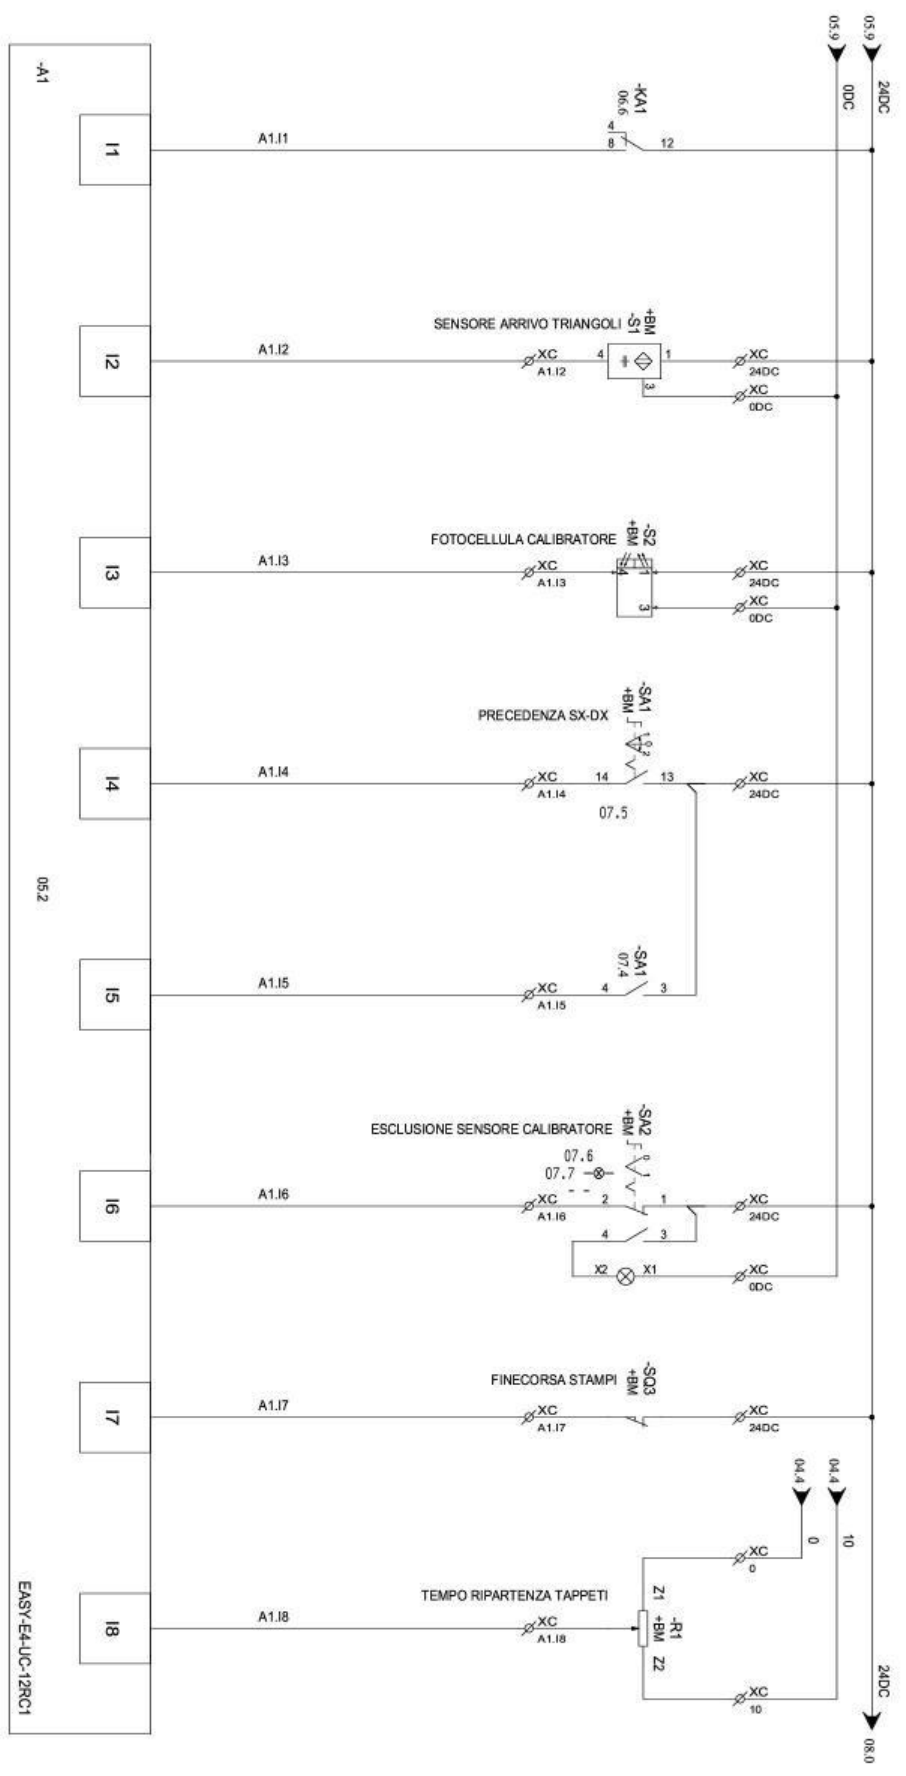 05.9
05.9
24DC
0DC
-A1
-KA1
06.6
4
8
12
A1.I1
I1
SENSORE ARRIVO TRIANGOLI
+BM
-S1
4
1
3
XC
24DC
XC
0DC
XC
A1.I2
A1.I2
I2
FOTOCELLULA CALIBRATORE
-S2
+BM
4
1
3
XC
24DC
XC
0DC
XC
A1.I3
A1.I3
I3
PRECEDENZA SX-DX
-SA1
+BM
1
0
2
14
13
07.5
XC
24DC
XC
A1.I4
A1.I4
I4
05.2
-SA1
07.4
4
3
XC
A1.I5
A1.I5
I5
ESCLUSIONE SENSORE CALIBRATORE
-SA2
+BM
0
1
07.6
07.7
- -
2
1
4
3
X2
X1
XC
24DC
XC
0DC
XC
A1.I6
A1.I6
I6
FINECORSA STAMPI
-SQ3
+BM
XC
24DC
XC
A1.I7
A1.I7
I7
04.4
04.4
0
10
TEMPO RIPARTENZA TAPPETI
Z1
-R1
+BM
Z2
XC
0
XC
10
XC
A1.I8
A1.I8
I8
EASY-E4-UC-12RC1
24DC
08.0